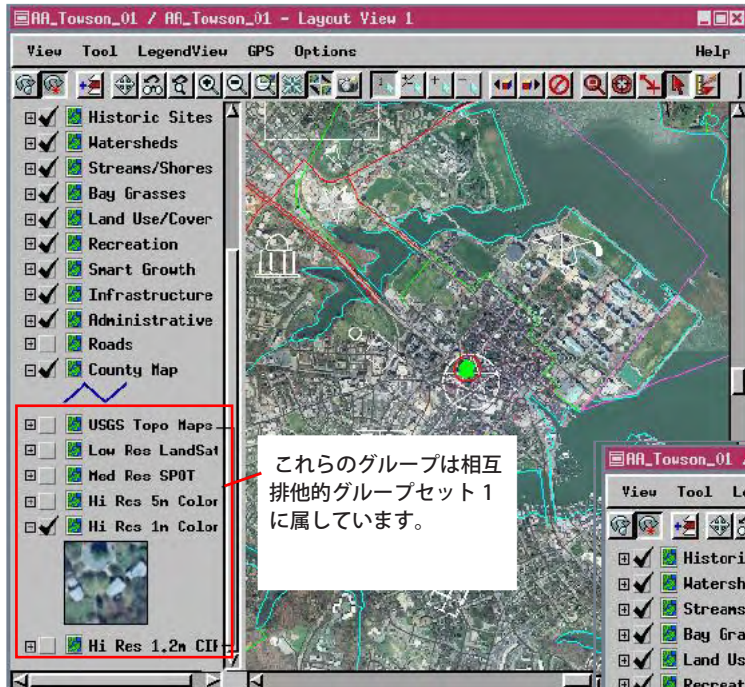 AA_Towson_01 / AA_Towson_01 - Layout View 1
View Tool LegendView GPS Options Help
Historic Sites
Watersheds
Streams/Shores
Bay Grasses
Land Use/Cover
Recreation
Smart Growth
Infrastructure
Administrative
Roads
County Map
USGS Topo Maps
Low Res LandSat
Med Res SPOT
Hi Res 5m Color
Hi Res 1m Color
Hi Res 1.2m CIR
これらのグループは相互
排他的グループセット 1
に属しています。
AA_Towson_01 /
View Tool Le
Histori
Watersh
Streams
Bay Gra
Land Us
Recreat